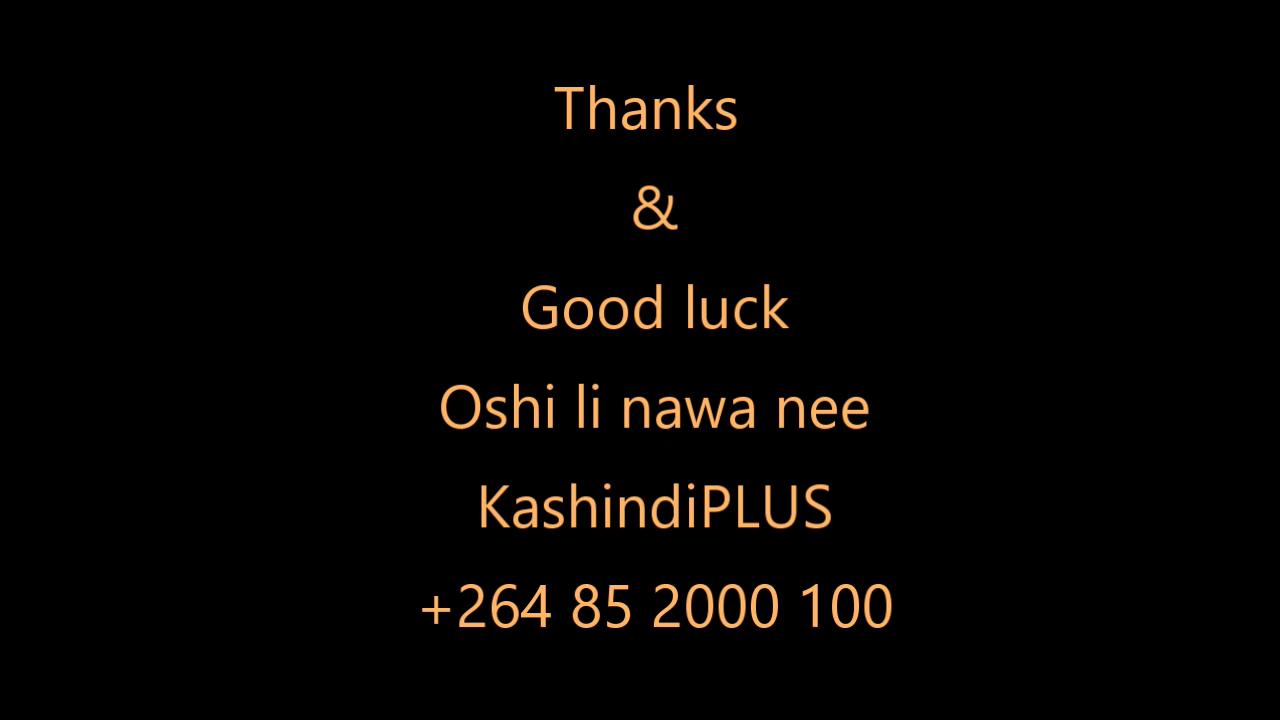 Thanks
&
Good luck
Oshi li nawa nee
KashindiPLUS
+264 85 2000 100